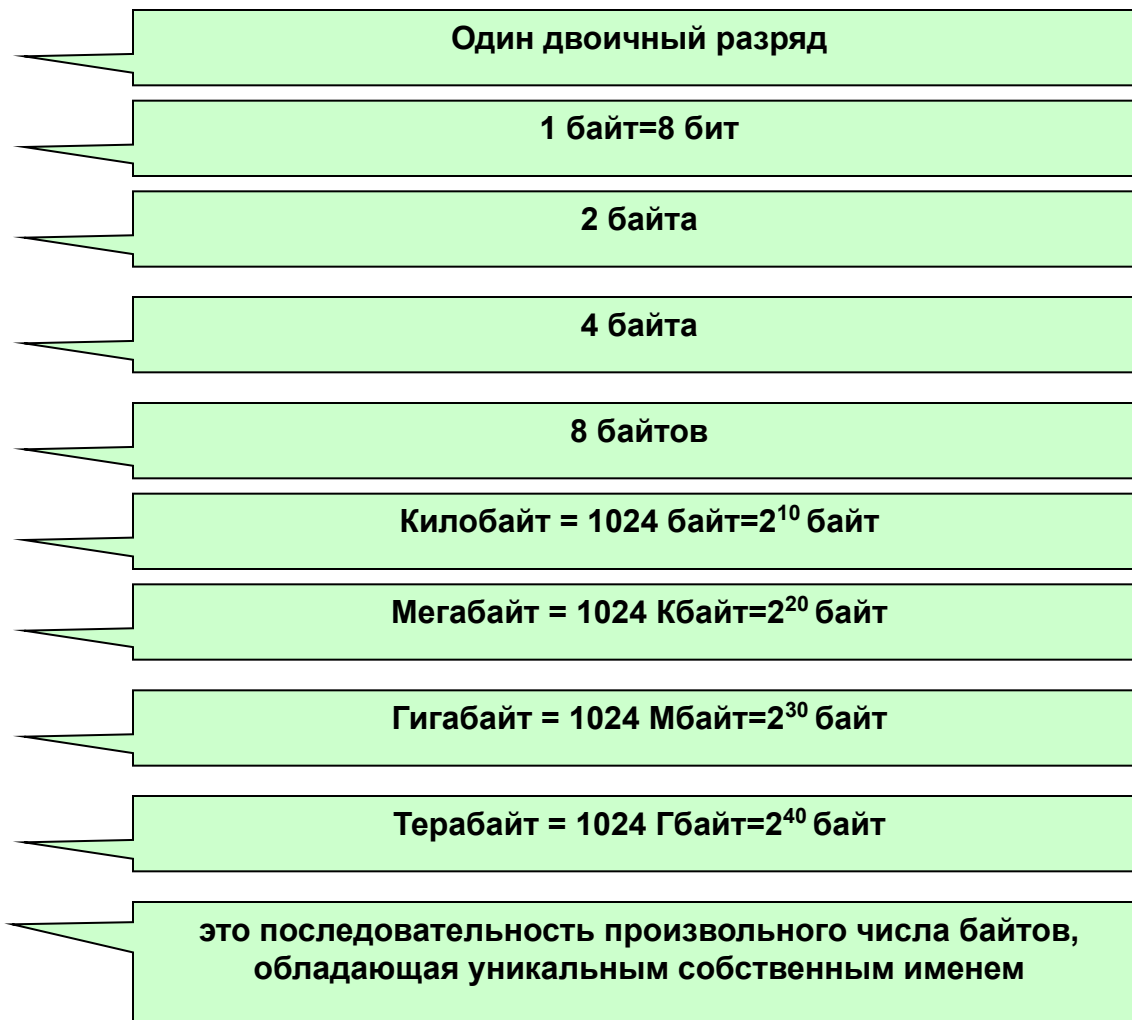 Один двоичный разряд
1 байт=8 бит
2 байта
4 байта
8 байтов
Килобайт = 1024 байт=2¹⁰ байт
Мегабайт = 1024 Кбайт=2²⁰ байт
Гигабайт = 1024 Мбайт=2³⁰ байт
Терабайт = 1024 Гбайт=2⁴⁰ байт
это последовательность произвольного числа байтов,
обладающая уникальным собственным именем